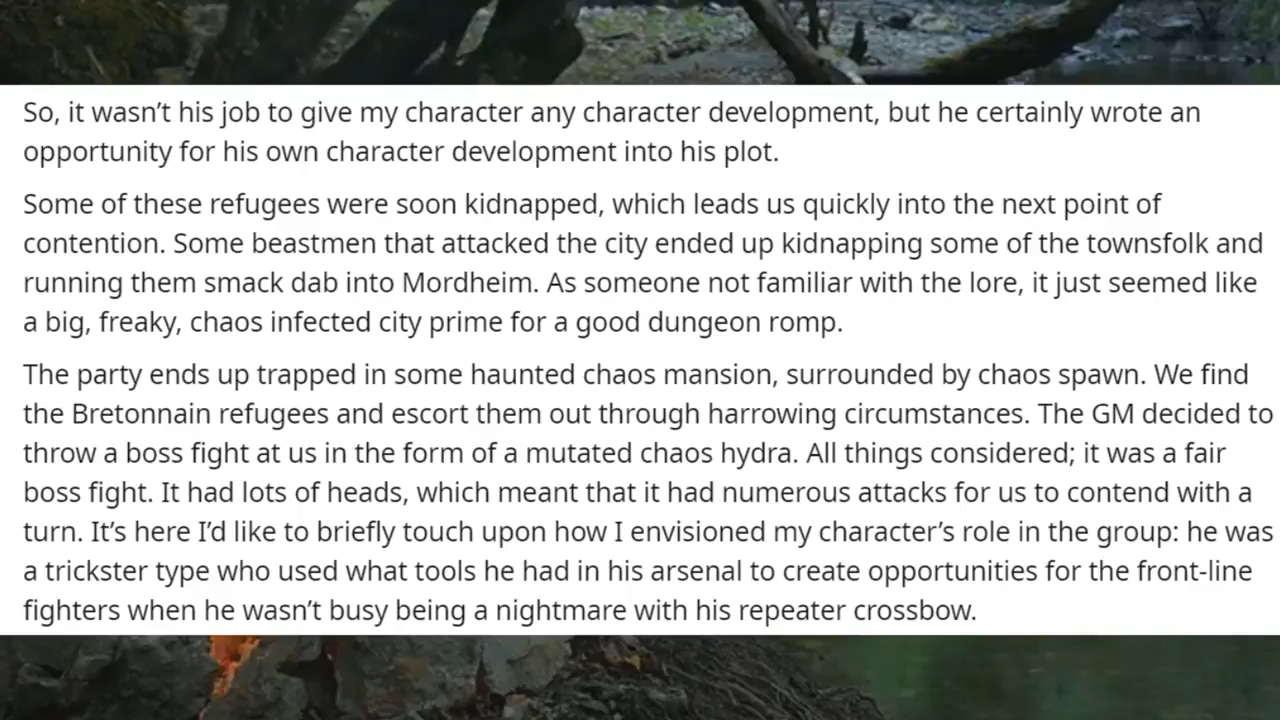 So, it wasn’t his job to give my character any character development, but he certainly wrote an
opportunity for his own character development into his plot.
Some of these refugees were soon kidnapped, which leads us quickly into the next point of
contention. Some beastmen that attacked the city ended up kidnapping some of the townsfolk and
running them smack dab into Mordheim. As someone not familiar with the lore, it just seemed like
a big, freaky, chaos infected city prime for a good dungeon romp.
The party ends up trapped in some haunted chaos mansion, surrounded by chaos spawn. We find
the Bretonnain refugees and escort them out through harrowing circumstances. The GM decided to
throw a boss fight at us in the form of a mutated chaos hydra. All things considered; it was a fair
boss fight. It had lots of heads, which meant that it had numerous attacks for us to contend with a
turn. It’s here I’d like to briefly touch upon how I envisioned my character’s role in the group: he was
a trickster type who used what tools he had in his arsenal to create opportunities for the front-line
fighters when he wasn’t busy being a nightmare with his repeater crossbow.